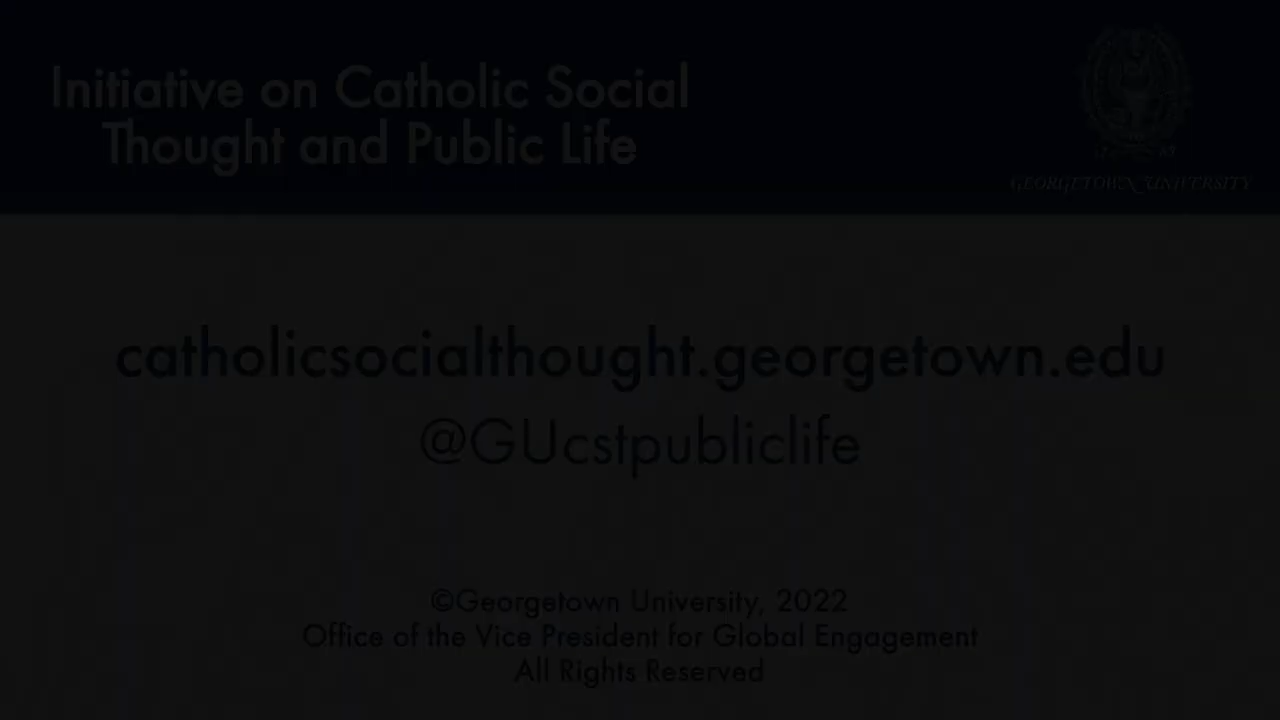 Initiative on Catholic Social
Thought and Public Life
GEORGETOWN UNIVERSITY
catholicsocialthought.georgetown.edu
@GUcstpubliclife
©Georgetown University, 2022
Office of the Vice President for Global Engagement
All Rights Reserved